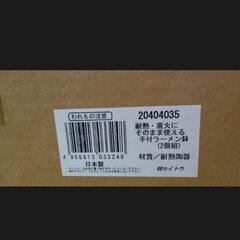 われもの注意
20404035
耐熱・直火に
そのまま使える
手付ラーメン鉢
(2個組)
4 956613 033248
日本製
材質／耐熱陶器
㈱セイトウ